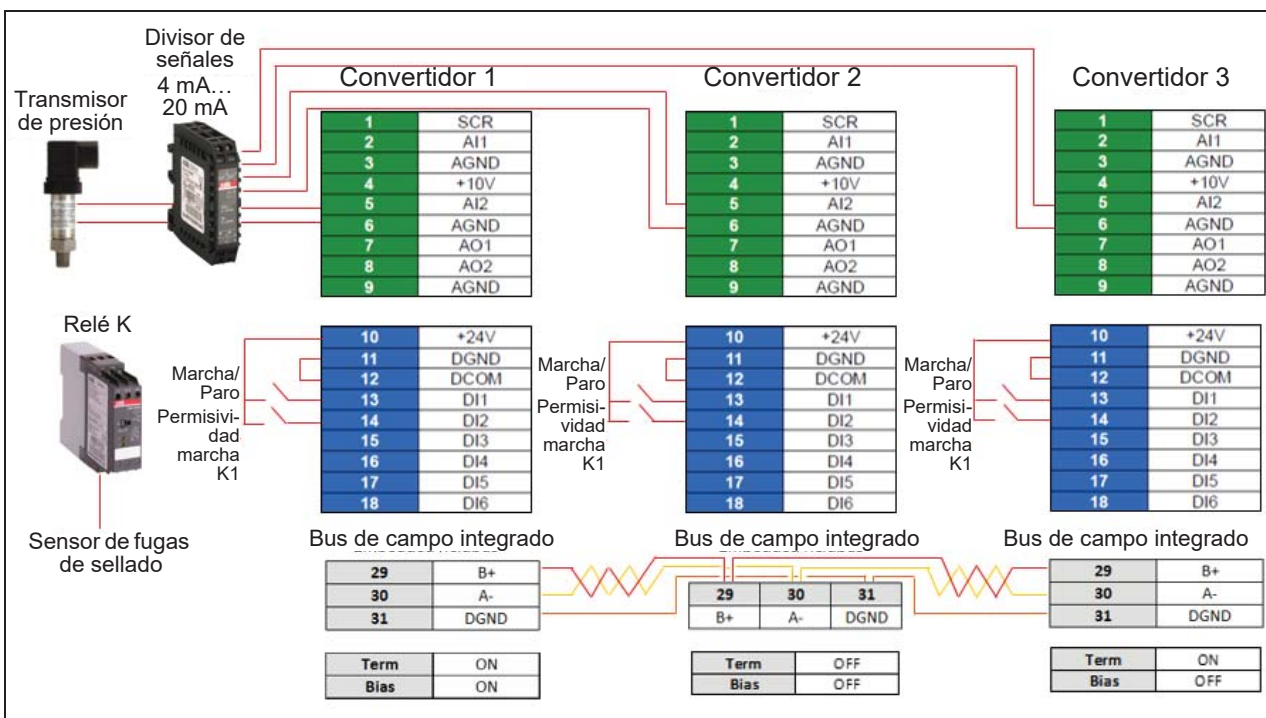 Transmisor
de presión
Divisor de
señales
4 mA…
20 mA
Convertidor 1
1 SCR
2 AI1
3 AGND
4 +10V
5 AI2
6 AGND
7 AO1
8 AO2
9 AGND
Convertidor 2
1 SCR
2 AI1
3 AGND
4 +10V
5 AI2
6 AGND
7 AO1
8 AO2
9 AGND
Convertidor 3
1 SCR
2 AI1
3 AGND
4 +10V
5 AI2
6 AGND
7 AO1
8 AO2
9 AGND
Relé K
Sensor de fugas
de sellado
Marcha/
Paro
Permisivi-
dad
marcha
K1
10 +24V
11 DGND
12 DCOM
13 DI1
14 DI2
15 DI3
16 DI4
17 DI5
18 DI6
Marcha/
Paro
Permisi-
vidad
marcha
K1
10 +24V
11 DGND
12 DCOM
13 DI1
14 DI2
15 DI3
16 DI4
17 DI5
18 DI6
Marcha/
Paro
Permisi-
vidad
marcha
K1
10 +24V
11 DGND
12 DCOM
13 DI1
14 DI2
15 DI3
16 DI4
17 DI5
18 DI6
Bus de campo integrado
29 B+
30 A-
31 DGND
Term ON
Bias ON
Bus de campo integrado
29 30 31
B+ A- DGND
Term OFF
Bias OFF
Bus de campo integrado
29 B+
30 A-
31 DGND
Term ON
Bias OFF